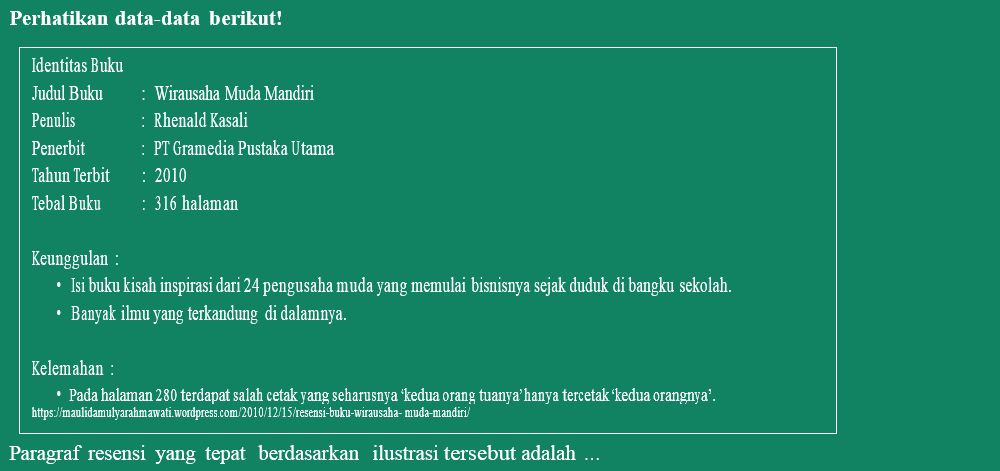 Perhatikan data-data berikut!
Identitas Buku
Judul Buku : Wirausaha Muda Mandiri
Penulis : Rhenald Kasali
Penerbit : PT Gramedia Pustaka Utama
Tahun Terbit : 2010
Tebal Buku : 316 halaman
Keunggulan :
• Isi buku kisah inspirasi dari 24 pengusaha muda yang memulai bisnisnya sejak duduk di bangku sekolah.
• Banyak ilmu yang terkandung di dalamnya.
Kelemahan :
• Pada halaman 280 terdapat salah cetak yang seharusnya ‘kedua orang tuanya’ hanya tercetak ‘kedua orangnya’.
https://maulidamulyarahmawati.wordpress.com/2010/12/15/resensi-buku-wirausaha- muda-mandiri/
Paragraf resensi yang tepat berdasarkan ilustrasi tersebut adalah ...